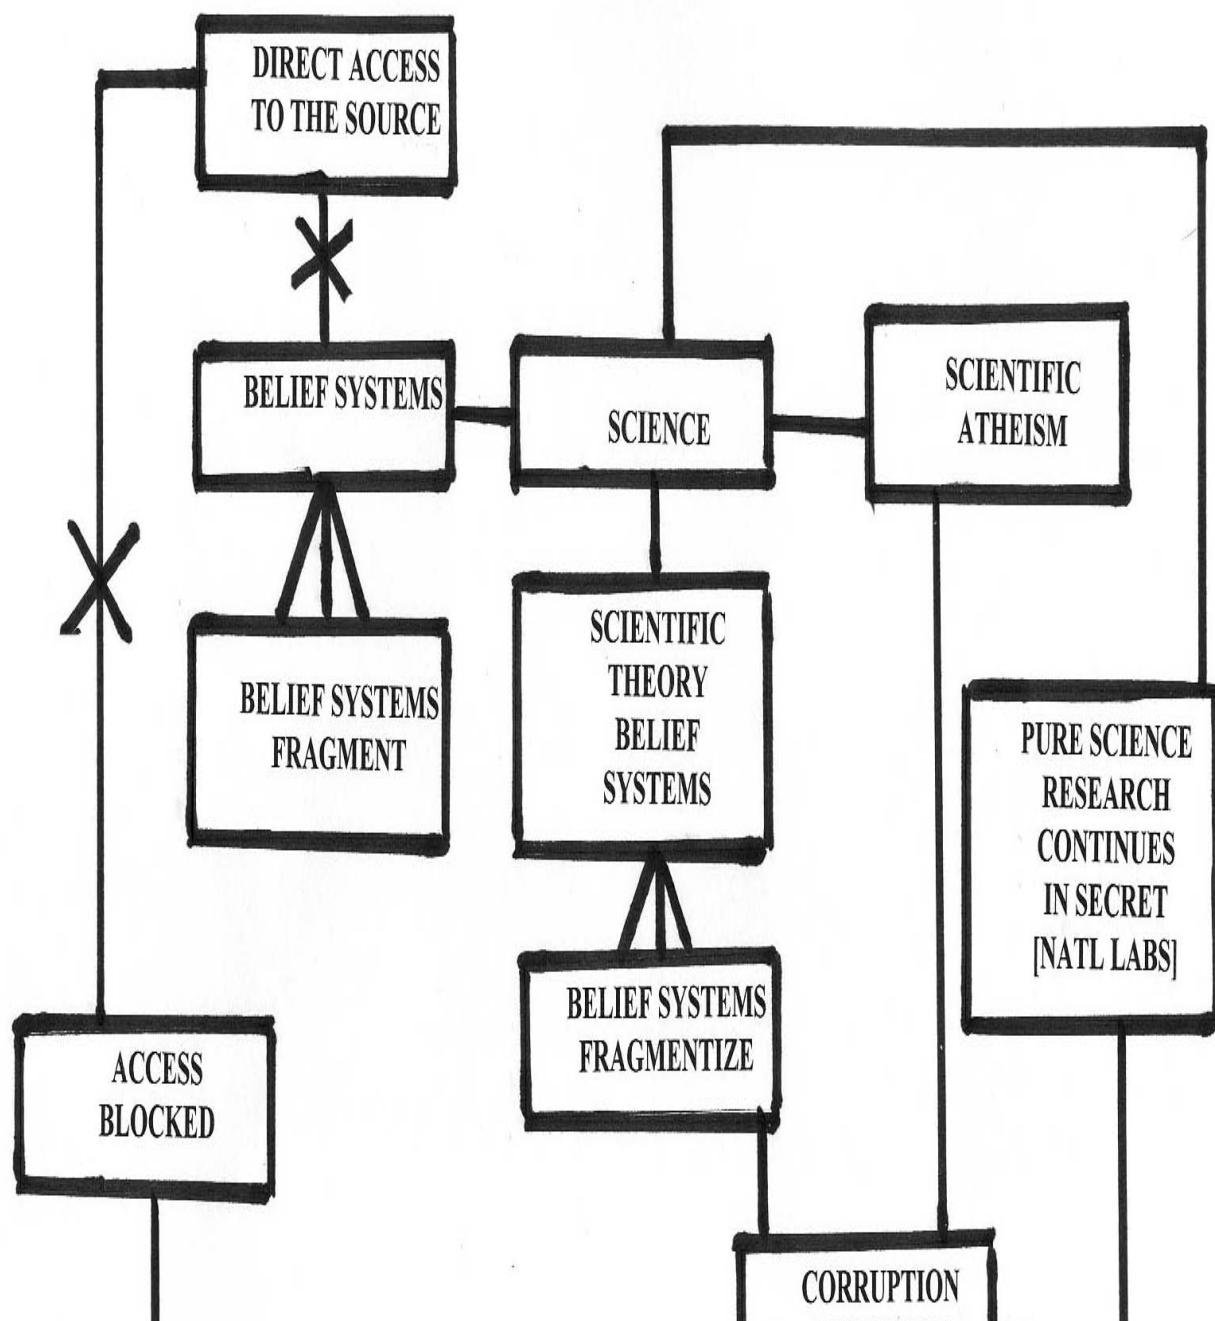 DIRECT ACCESS
TO THE SOURCE
BELIEF SYSTEMS
SCIENCE
SCIENTIFIC
ATHEISM
BELIEF SYSTEMS
FRAGMENT
SCIENTIFIC
THEORY
BELIEF
SYSTEMS
PURE SCIENCE
RESEARCH
CONTINUES
IN SECRET
[NATL LABS]
BELIEF SYSTEMS
FRAGMENTIZE
ACCESS
BLOCKED
CORRUPTION